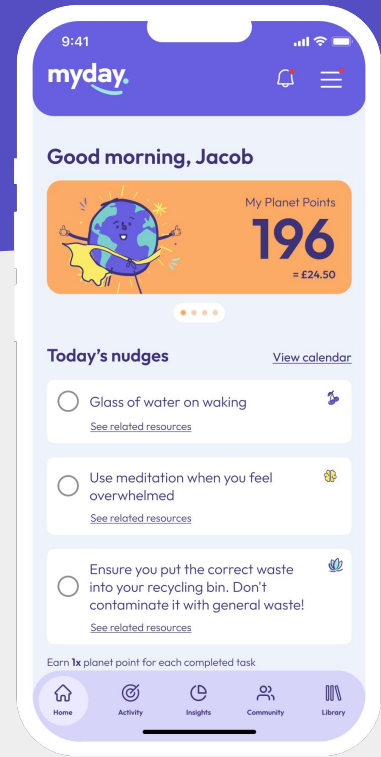 9:41
myday.
Good morning, Jacob
My Planet Points
196
= £24.50
Today's nudges
View calendar
Glass of water on waking
See related resources
Use meditation when you feel
overwhelmed
See related resources
Ensure you put the correct waste
into your recycling bin. Don't
contaminate it with general waste!
See related resources
Earn 1x planet point for each completed task
Home
Activity
Insights
Community
Library